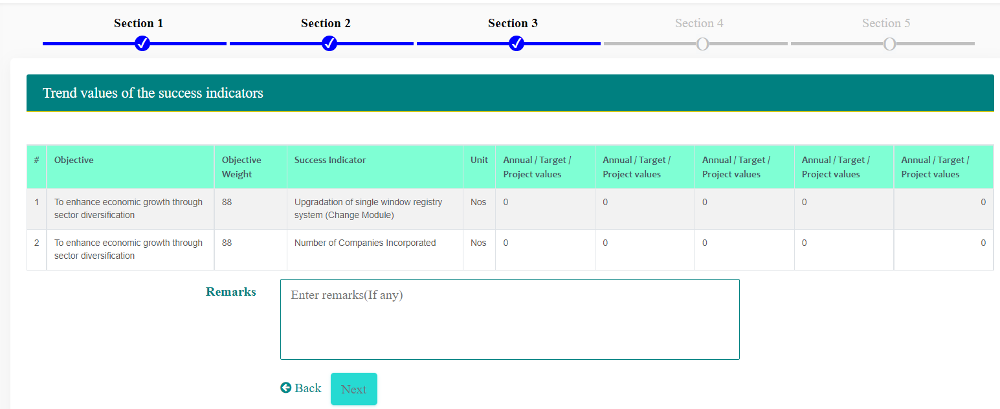 Section 1 Section 2 Section 3 Section 4 Section 5
Trend values of the success indicators
# Objective Objective Weight Success Indicator Unit Annual / Target / Project values Annual / Target / Project values Annual / Target / Project values Annual / Target / Project values Annual / Target / Project values
1 To enhance economic growth through sector diversification 88 Upgradation of single window registry system (Change Module) Nos 0 0 0 0 0
2 To enhance economic growth through sector diversification 88 Number of Companies Incorporated Nos 0 0 0 0 0
Remarks
Enter remarks(If any)
Back Next